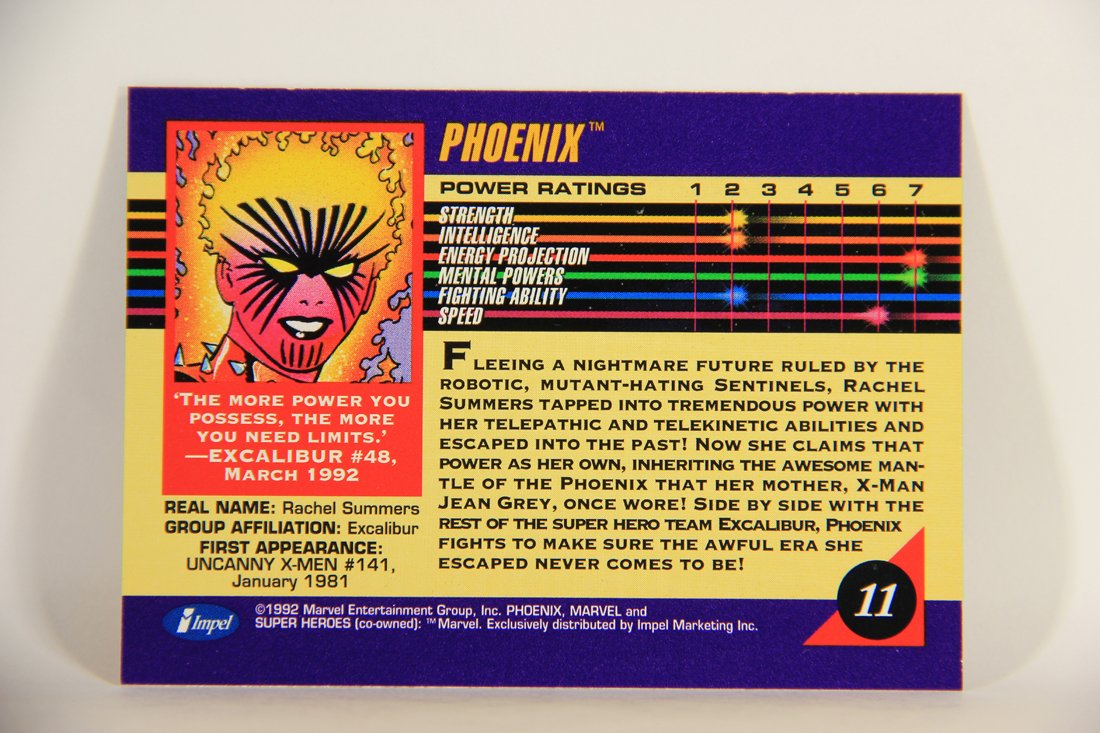 PHOENIX™
POWER RATINGS 1 2 3 4 5 6 7
STRENGTH
INTELLIGENCE
ENERGY PROJECTION
MENTAL POWERS
FIGHTING ABILITY
SPEED
'THE MORE POWER YOU
POSSESS, THE MORE
YOU NEED LIMITS.'
—EXCALIBUR #48,
MARCH 1992
REAL NAME: Rachel Summers
GROUP AFFILIATION: Excalibur
FIRST APPEARANCE:
UNCANNY X-MEN #141,
January 1981
FLEEING A NIGHTMARE FUTURE RULED BY THE
ROBOTIC, MUTANT-HATING SENTINELS, RACHEL
SUMMERS TAPPED INTO TREMENDOUS POWER WITH
HER TELEPATHIC AND TELEKINETIC ABILITIES AND
ESCAPED INTO THE PAST! NOW SHE CLAIMS THAT
POWER AS HER OWN, INHERITING THE AWESOME MAN-
TLE OF THE PHOENIX THAT HER MOTHER, X-MAN
JEAN GREY, ONCE WORE! SIDE BY SIDE WITH THE
REST OF THE SUPER HERO TEAM EXCALIBUR, PHOENIX
FIGHTS TO MAKE SURE THE AWFUL ERA SHE
ESCAPED NEVER COMES TO BE!
11
Impel
©1992 Marvel Entertainment Group, Inc. PHOENIX, MARVEL and
SUPER HEROES (co-owned): ™Marvel. Exclusively distributed by Impel Marketing Inc.